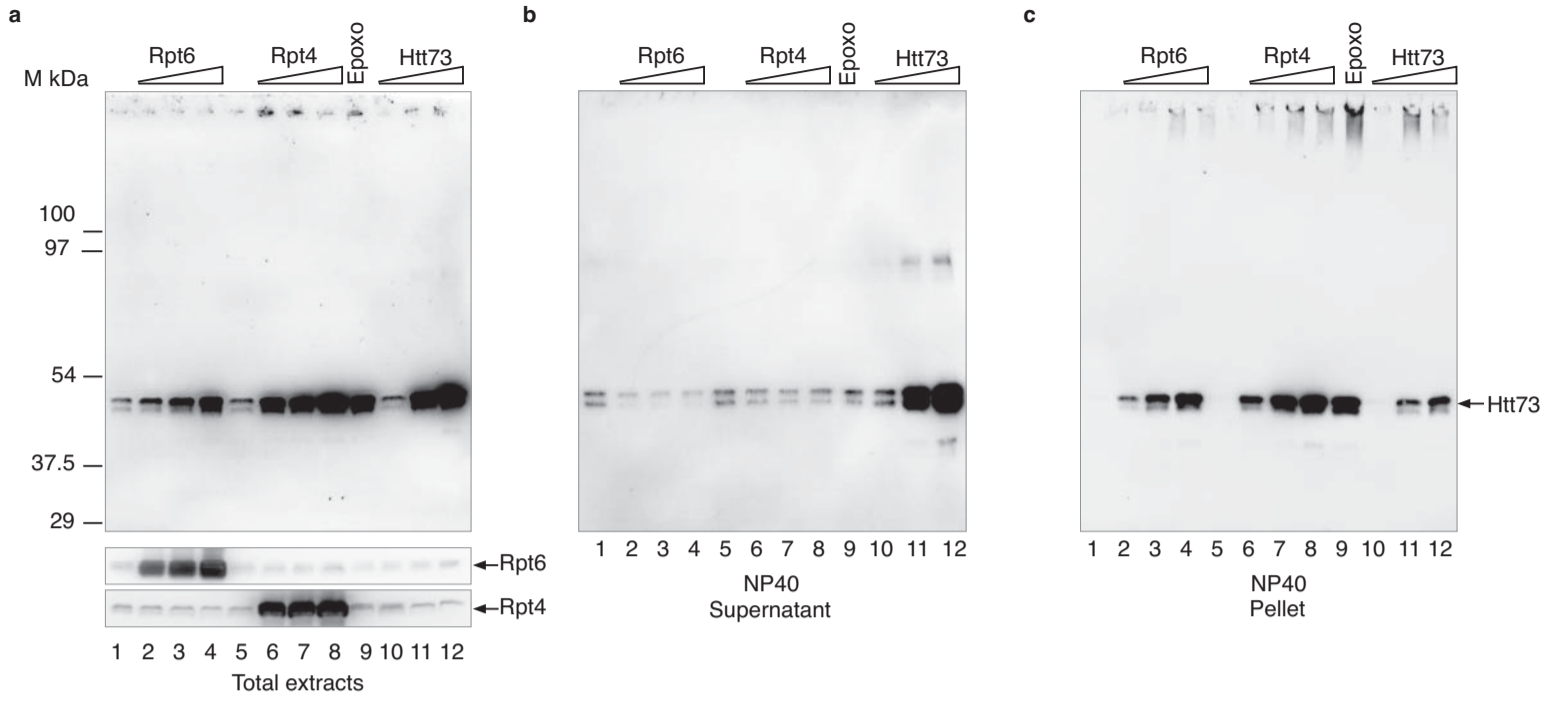 a
Rpt6 Rpt4 Epoxo Htt73
M kDa
100
97
54
37.5
29
Rpt6
Rpt4
1 2 3 4 5 6 7 8 9 10 11 12
Total extracts
b
Rpt6 Rpt4 Epoxo Htt73
1 2 3 4 5 6 7 8 9 10 11 12
NP40
Supernatant
c
Rpt6 Rpt4 Epoxo Htt73
Htt73
1 2 3 4 5 6 7 8 9 10 11 12
NP40
Pellet